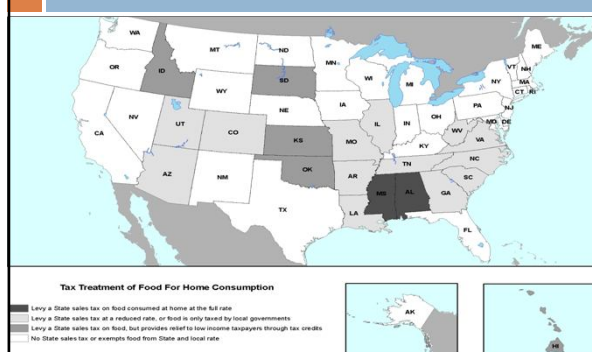 WA
MT
ND
MN
ME
VT
NH
OR
ID
SD
WI
MI
NY
MA
CT
RI
WY
IA
PA
NJ
NE
NV
UT
CO
IL
IN
OH
MD
DE
WV
CA
KS
MO
KY
VA
AZ
NM
OK
AR
TN
NC
SC
TX
LA
MS
AL
GA
FL
Tax Treatment of Food For Home Consumption
Levy a State sales tax on food consumed at home at the full rate
Levy a State sales tax at a reduced rate, or food is only taxed by local governments
Levy a State sales tax on food, but provides relief to low income taxpayers through tax credits
No State sales tax or exempts food from State and local rate
AK
HI